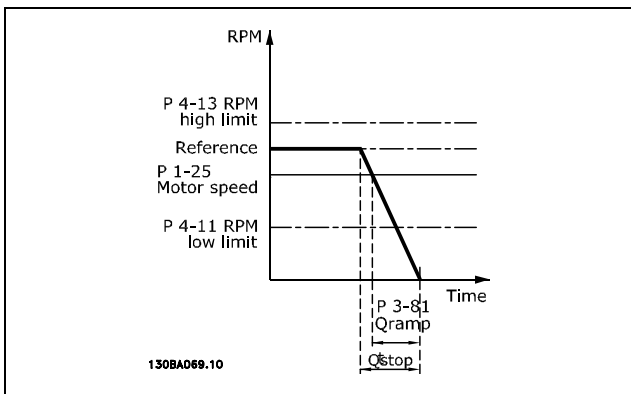 RPM
P 4-13 RPM
high limit
Reference
P 1-25
Motor speed
P 4-11 RPM
low limit
Time
P 3-81
Qramp
Qstop
130BA069.10